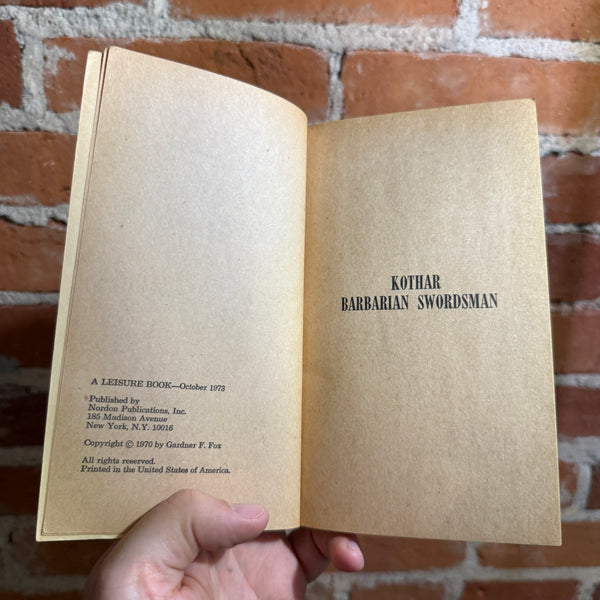 A LEISURE BOOK—October 1973
Published by
Nordon Publications, Inc.
185 Madison Avenue
New York, N.Y. 10016
Copyright © 1970 by Gardner F. Fox
All rights reserved.
Printed in the United States of America.
KOTHAR
BARBARIAN SWORDSMAN